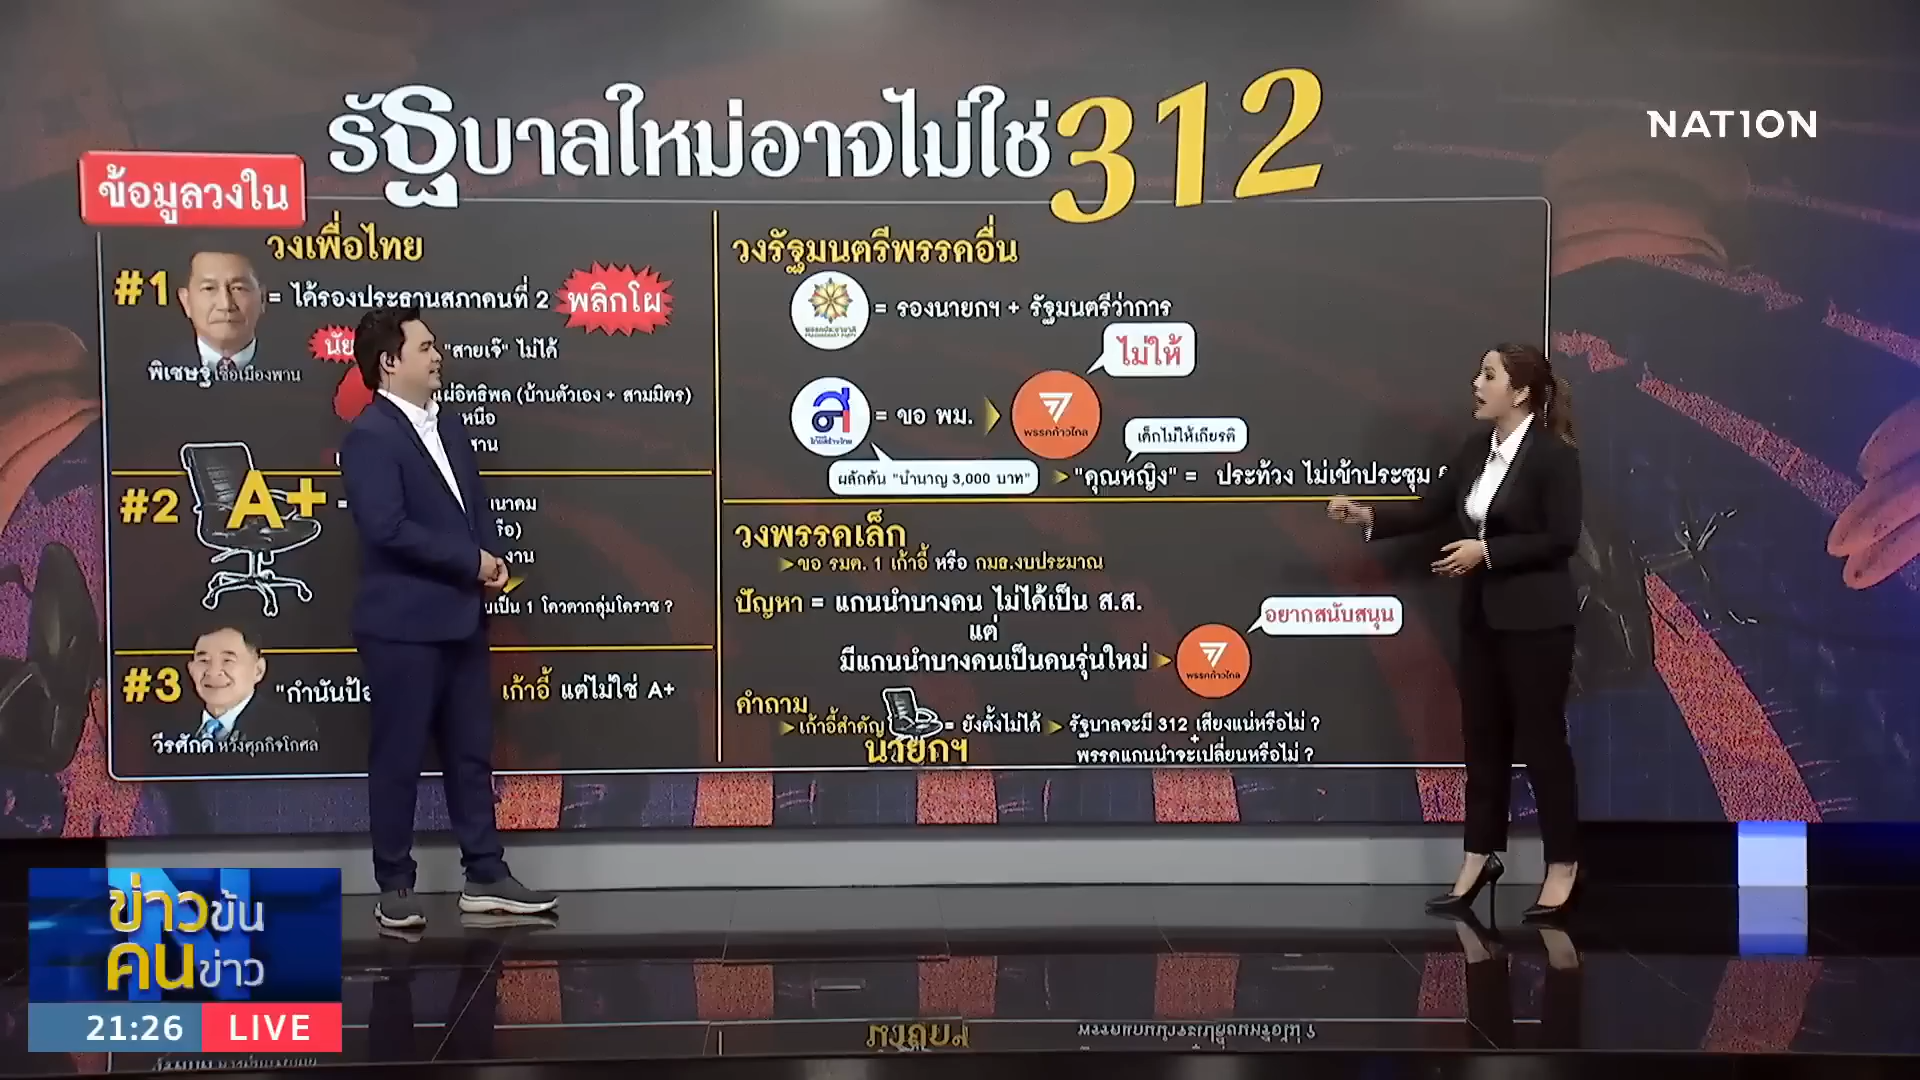 รัฐบาลใหม่อาจไม่ใช่ 312
NATION
ข้อมูลวงใน
วงเพื่อไทย
#1 = ได้รองประธานสภาคนที่ 2 พลิกโผ
"สายเจ๊" ไม่ได้
แผ่อิทธิพล (บ้านตัวเอง + สามมิตร)
พิเชษฐ์ เชื้อเมืองพาน
#2 A+
1 โควตากลุ่มโคราช ?
#3 เก้าอี้ แต่ไม่ใช่ A+
วีรศักดิ์ หวังศุภกิจโกศล
วงรัฐมนตรีพรรคอื่น
= รองนายกฯ + รัฐมนตรีว่าการ
ไม่ให้
= ขอ พม.
พรรคก้าวไกล
เด็กไม่ให้เกียรติ
ผลักดัน "บำนาญ 3,000 บาท"
"คุณหญิง" = ประท้วง ไม่เข้าประชุม
วงพรรคเล็ก
ขอ รมต. 1 เก้าอี้ หรือ กมธ.งบประมาณ
ปัญหา = แกนนำบางคน ไม่ได้เป็น ส.ส.
แต่
มีแกนนำบางคนเป็นคนรุ่นใหม่
อยากสนับสนุน
พรรคก้าวไกล
คำถาม
เก้าอี้สำคัญ = ยังตั้งไม่ได้ รัฐบาลจะมี 312 เสียงแน่หรือไม่ ?
+
นายกฯ พรรคแกนนำจะเปลี่ยนหรือไม่ ?
ข่าวข้น
คนข่าว
21:26 LIVE